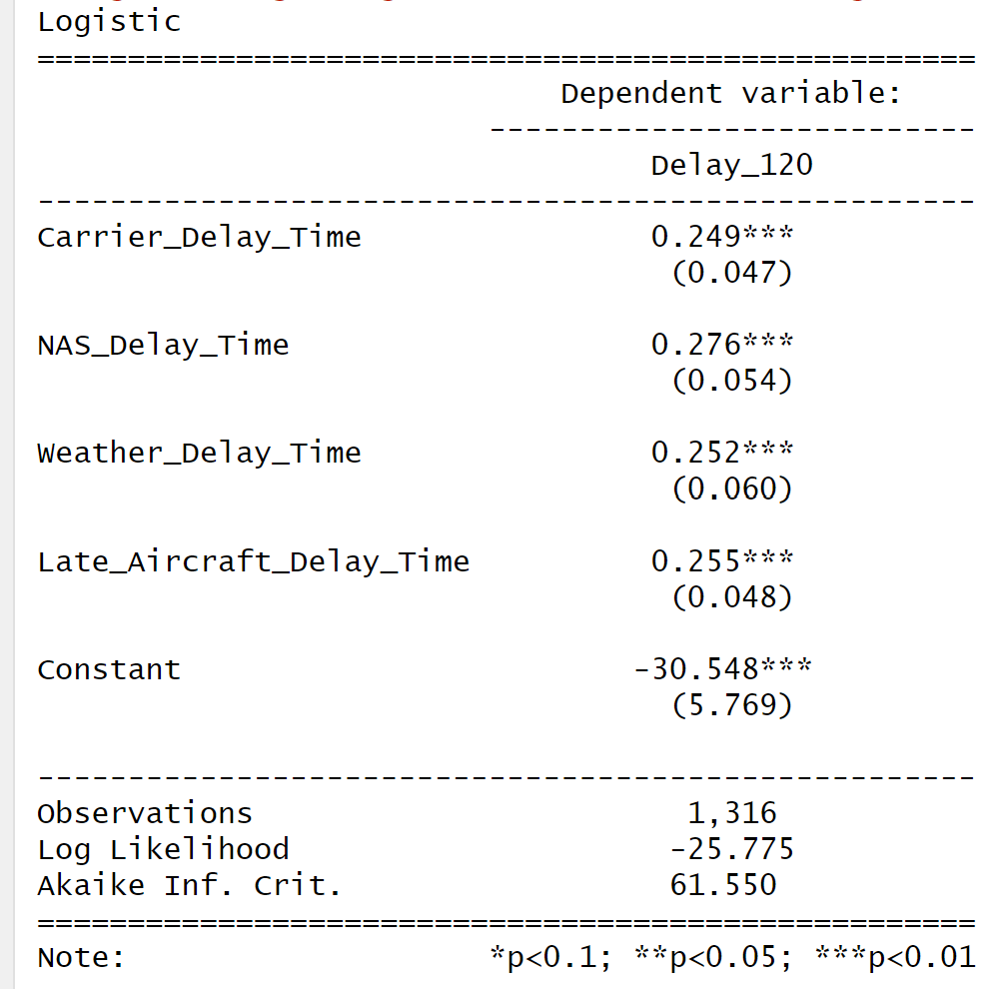 Logistic
====================================================
Dependent variable:
---------------------------
Delay_120
----------------------------------------------------
Carrier_Delay_Time 0.249***
(0.047)
NAS_Delay_Time 0.276***
(0.054)
Weather_Delay_Time 0.252***
(0.060)
Late_Aircraft_Delay_Time 0.255***
(0.048)
Constant -30.548***
(5.769)
----------------------------------------------------
Observations 1,316
Log Likelihood -25.775
Akaike Inf. Crit. 61.550
====================================================
Note: *p<0.1; **p<0.05; ***p<0.01